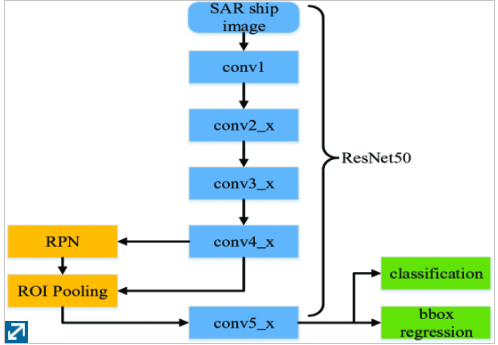 SAR ship
image
conv1
conv2_x
conv3_x
ResNet50
RPN
conv4_x
ROI Pooling
classification
conv5_x
bbox
regression